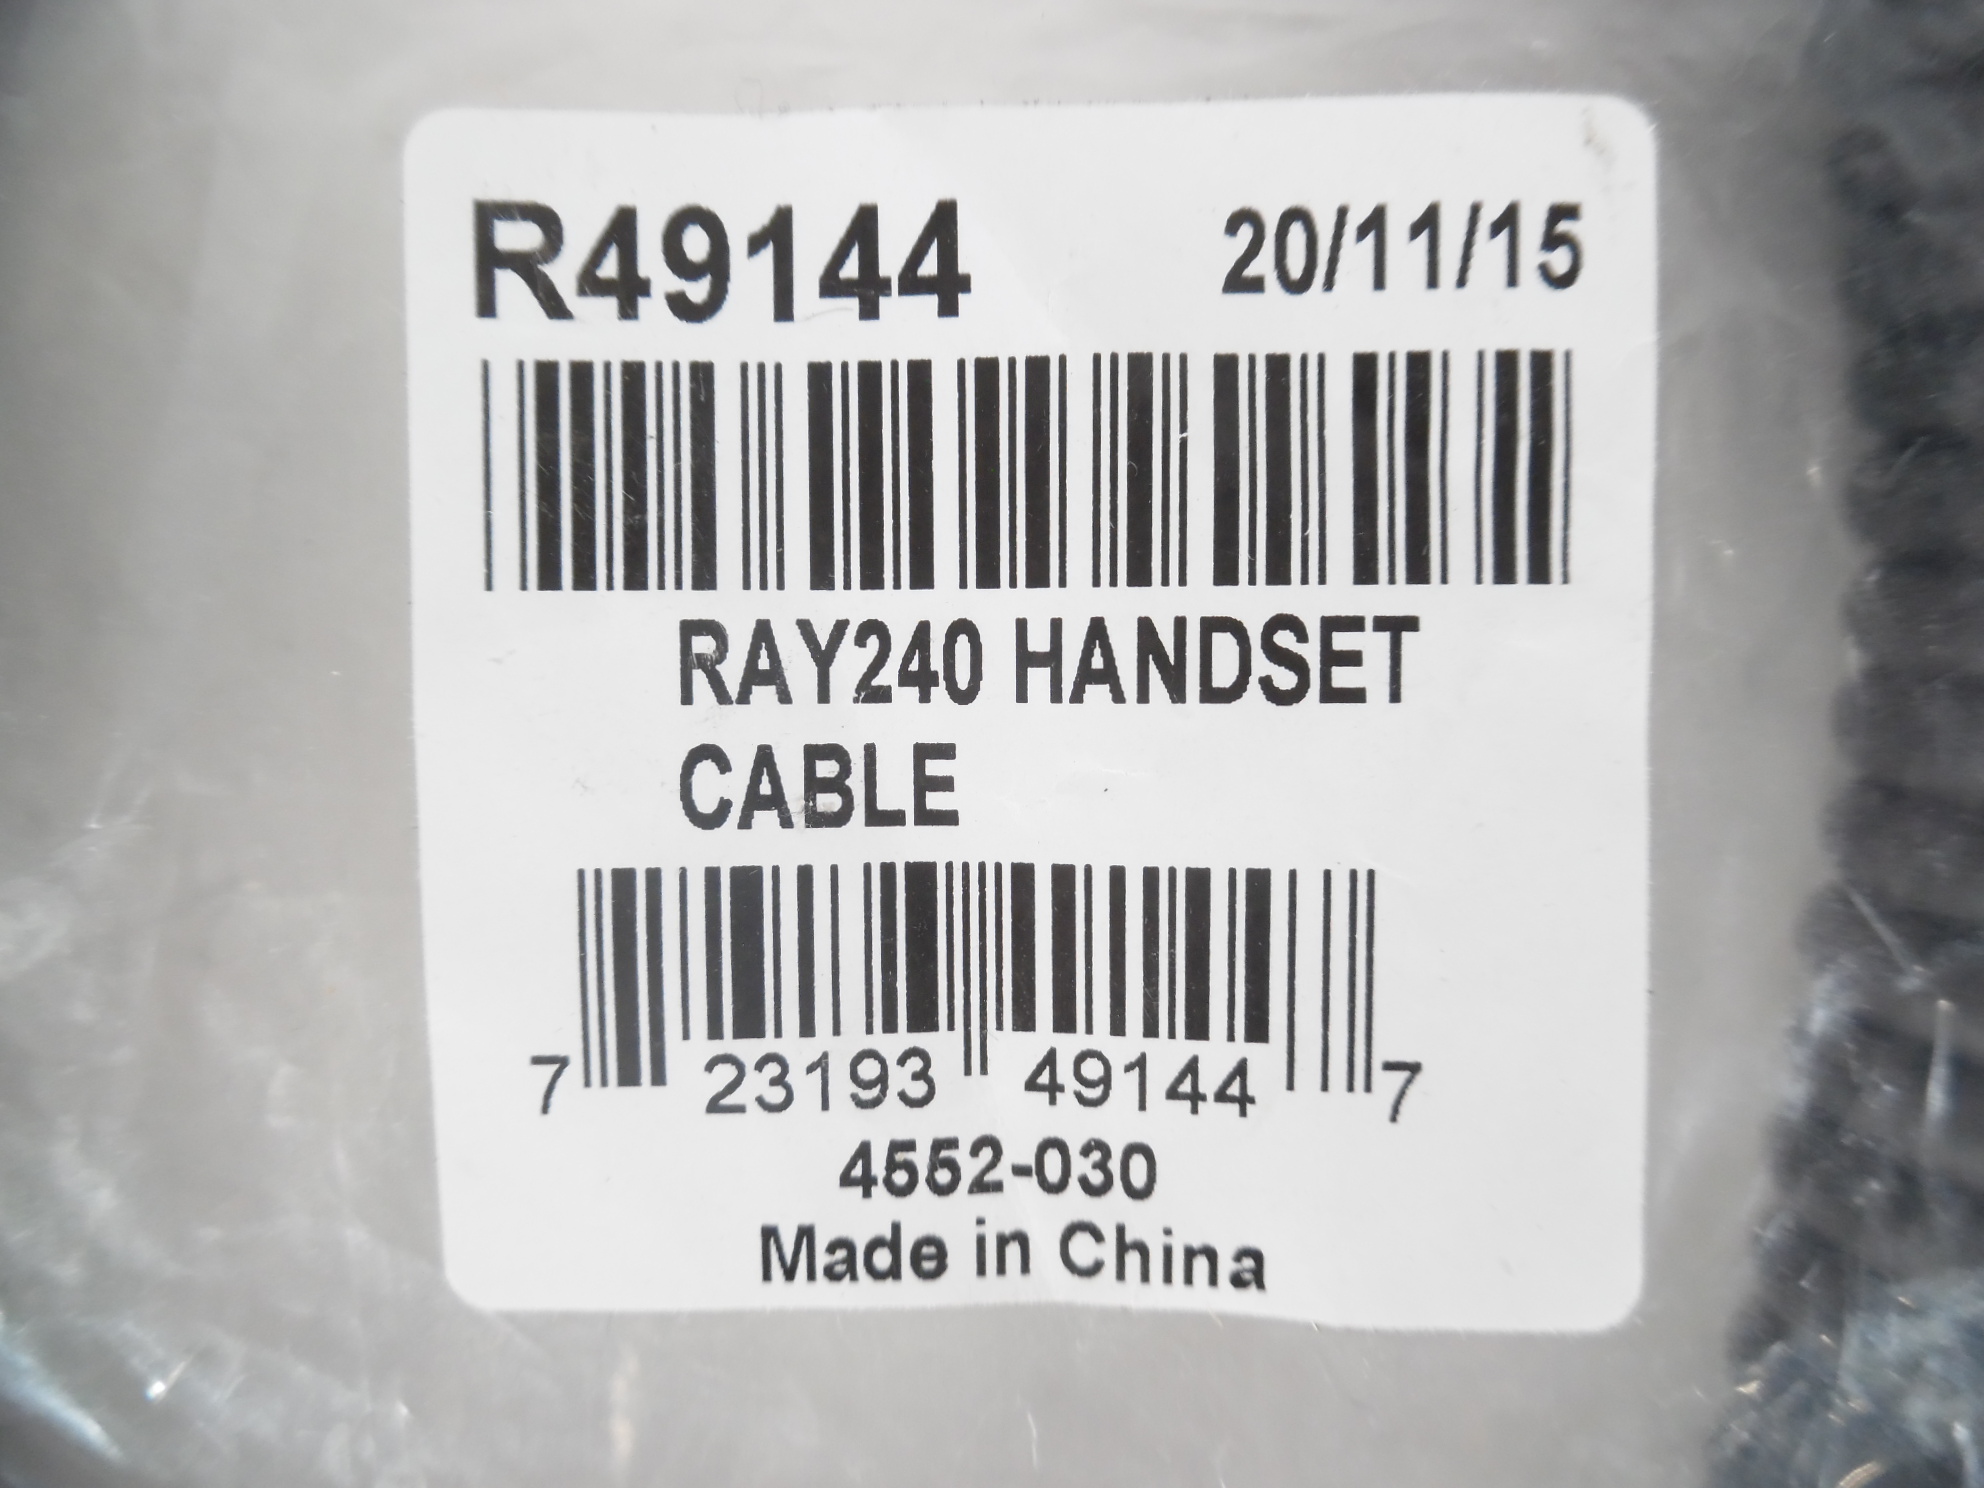 R49144 20/11/15
RAY240 HANDSET
CABLE
7 23193 49144 7
4552-030
Made in China